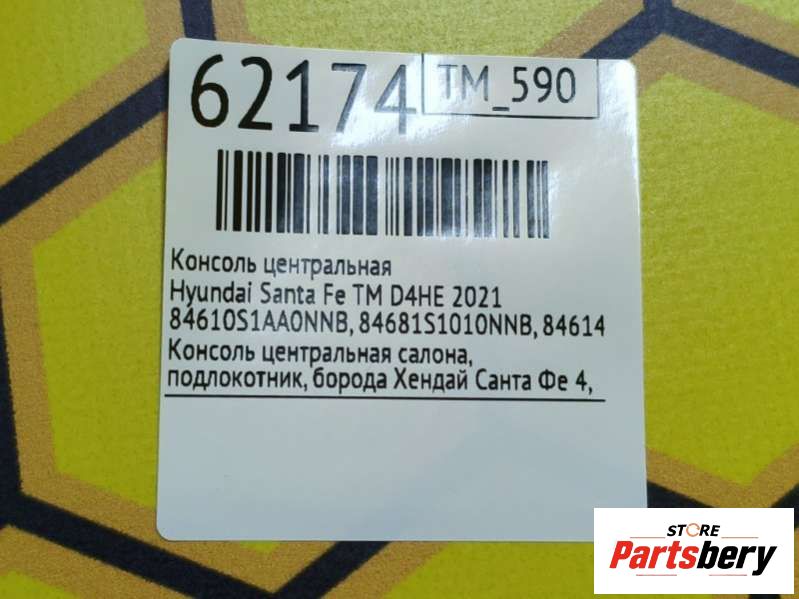 62174 TM_590
Консоль центральная
Hyundai Santa Fe TM D4HE 2021
84610S1AA0NNB, 84681S1010NNB, 84614
Консоль центральная салона,
подлокотник, борода Хендай Санта Фе 4,
STORE
Partsbery